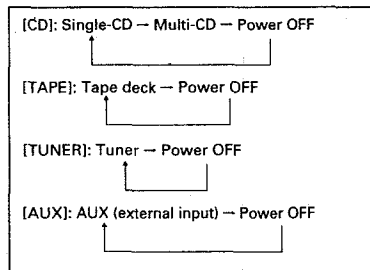 [CD]: Single-CD → Multi-CD → Power OFF
[TAPE]: Tape deck → Power OFF
[TUNER]: Tuner → Power OFF
[AUX]: AUX (external input) → Power OFF